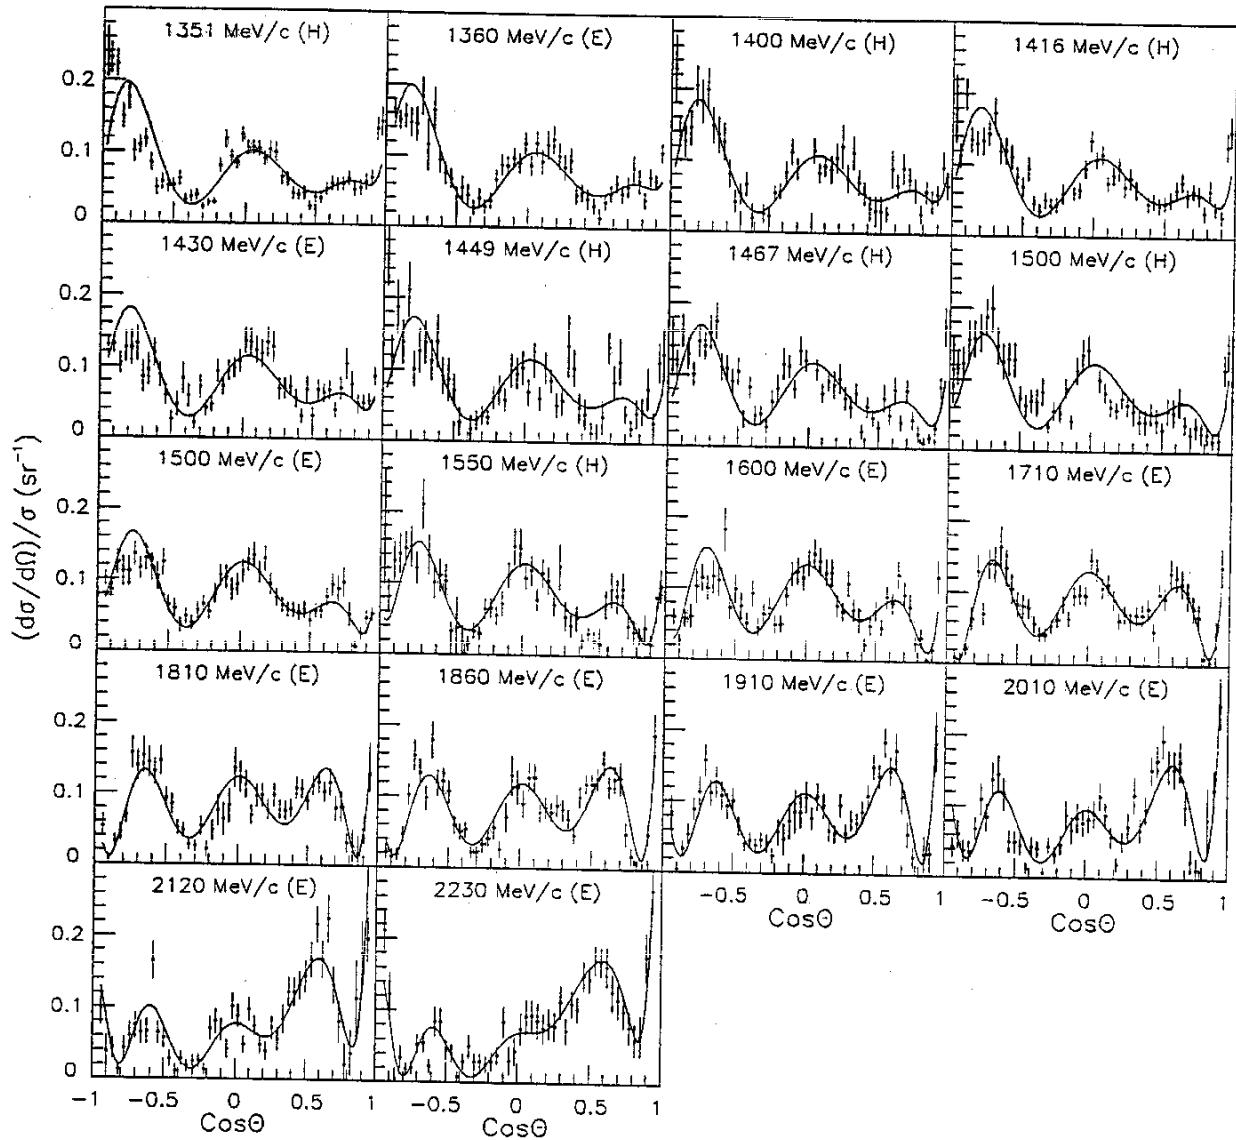 1351 MeV/c (H)
1360 MeV/c (E)
1400 MeV/c (H)
1416 MeV/c (H)
0.2
0.1
0
1430 MeV/c (E)
1449 MeV/c (H)
1467 MeV/c (H)
1500 MeV/c (H)
0.2
0.1
0
1500 MeV/c (E)
1550 MeV/c (H)
1600 MeV/c (E)
1710 MeV/c (E)
(dσ/dΩ)/σ (sr⁻¹)
0.2
0.1
0
1810 MeV/c (E)
1860 MeV/c (E)
1910 MeV/c (E)
2010 MeV/c (E)
0.2
0.1
0
2120 MeV/c (E)
2230 MeV/c (E)
-0.5 0 0.5 1
CosΘ
-0.5 0 0.5 1
CosΘ
0.2
0.1
0
-1 -0.5 0 0.5 1
CosΘ
-0.5 0 0.5 1
CosΘ